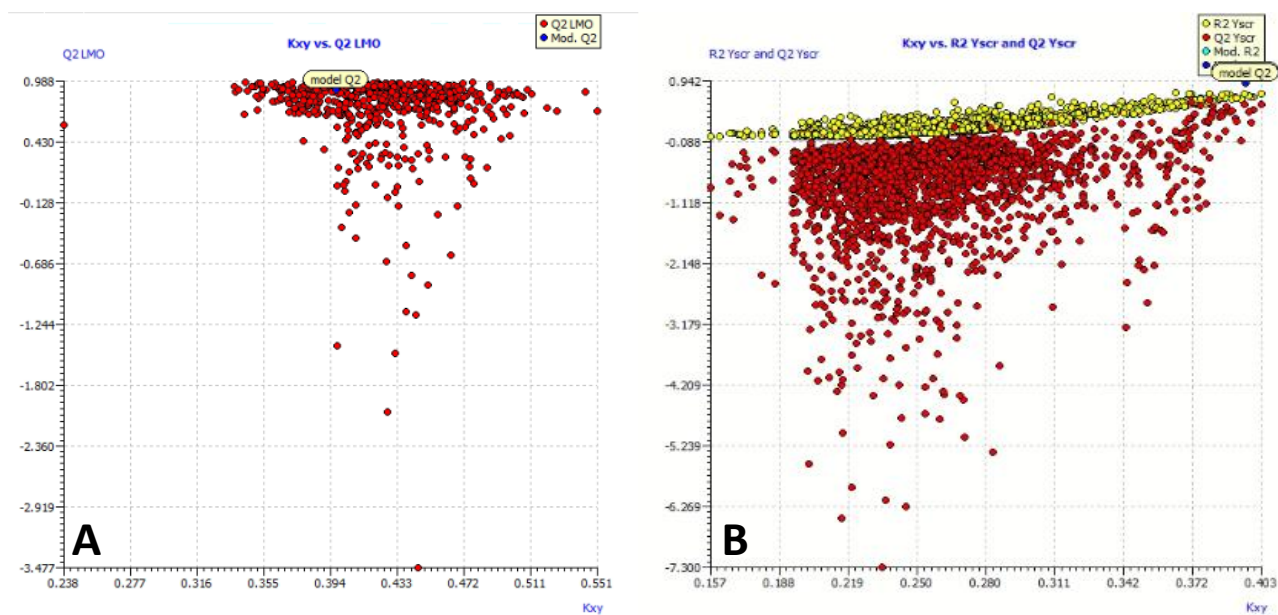 Kxy vs. Q2 LMO
Q2 LMO
Q2 LMO
Mod. Q2
model Q2
0.988
0.430
-0.128
-0.686
-1.244
-1.802
-2.360
-2.919
-3.477
0.238 0.277 0.316 0.355 0.394 0.433 0.472 0.511 0.551
Kxy
A
Kxy vs. R2 Yscr and Q2 Yscr
R2 Yscr and Q2 Yscr
R2 Yscr
Q2 Yscr
Mod. R2
model Q2
0.942
-0.088
-1.118
-2.148
-3.179
-4.209
-5.239
-6.269
-7.300
0.157 0.188 0.219 0.250 0.280 0.311 0.342 0.372 0.403
Kxy
B